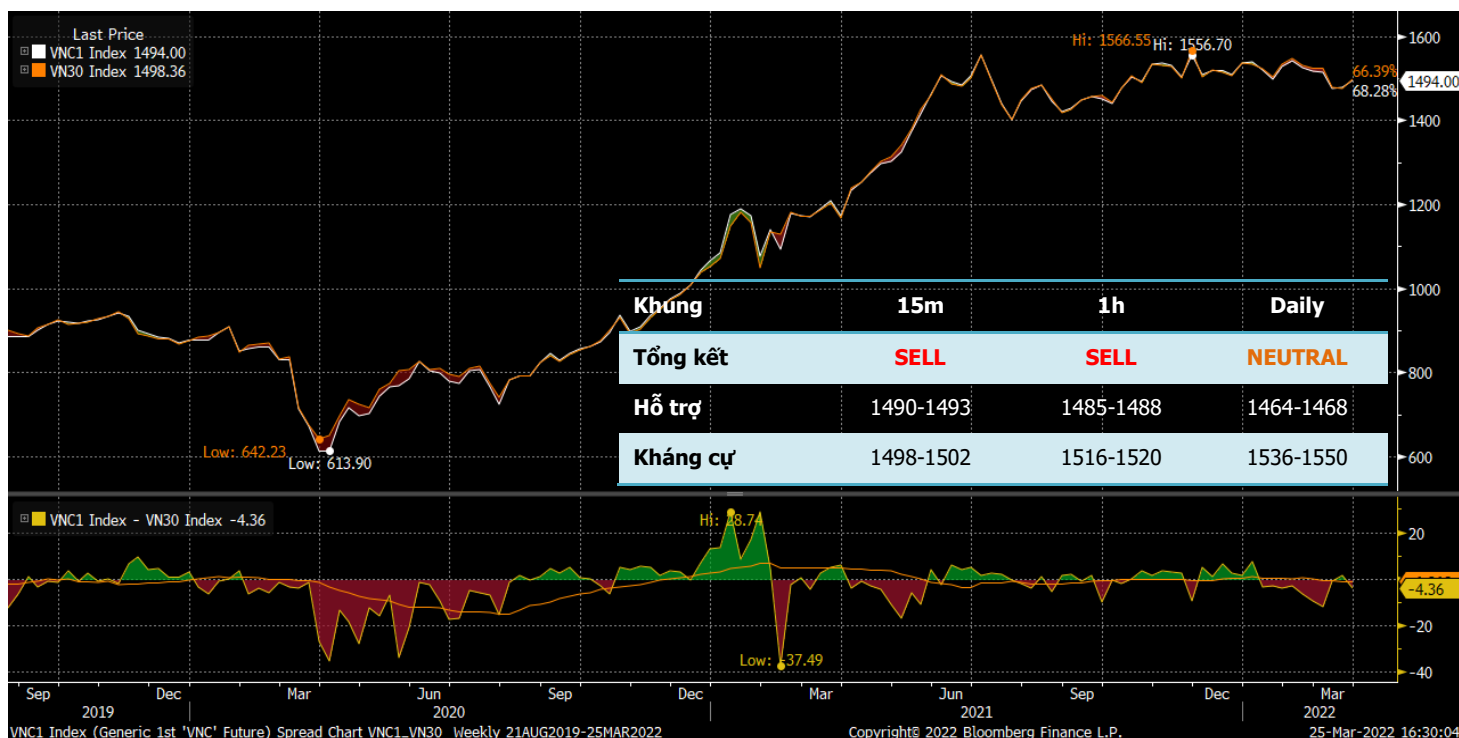 Last Price
VNC1 Index 1494.00
VN30 Index 1498.36
Hi: 1566.55
Hi: 1556.70
1600
66.39%
1494.00
68.28%
1400
1200
1000
800
600
Low: 642.23
Low: 613.90
Khung 15m 1h Daily
Tổng kết SELL SELL NEUTRAL
Hỗ trợ 1490-1493 1485-1488 1464-1468
Kháng cự 1498-1502 1516-1520 1536-1550
VNC1 Index - VN30 Index -4.36
Hi: 28.74
Low: -37.49
20
-4.36
-20
-40
Sep Dec Mar Jun Sep Dec Mar Jun Sep Dec Mar
2019 2020 2021 2022
VNC1 Index (Generic 1st 'VNC' Future) Spread Chart VNC1_VN30 Weekly 21AUG2019-25MAR2022 Copyright© 2022 Bloomberg Finance L.P. 25-Mar-2022 16:30:04